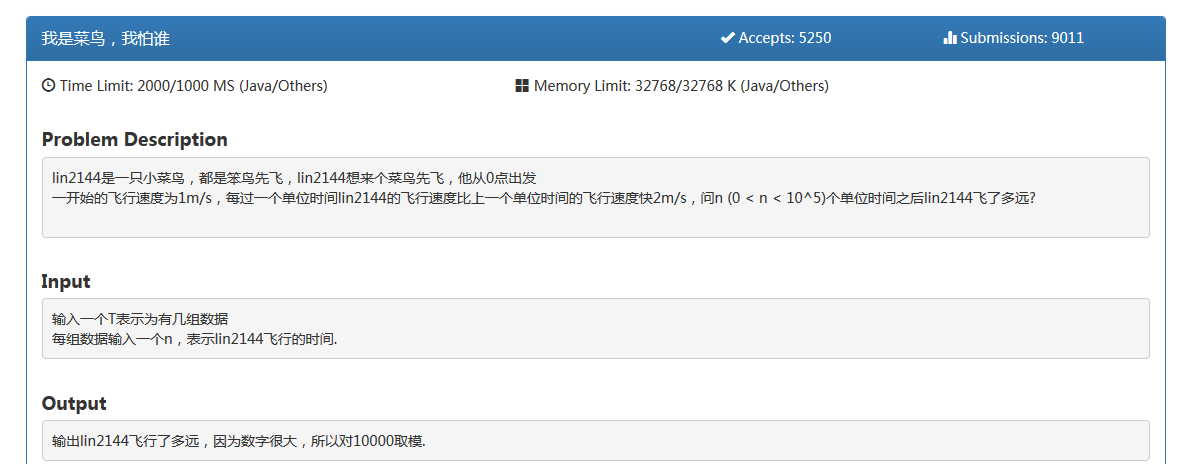 我是菜鸟，我怕谁 Accepts: 5250 Submissions: 9011
Time Limit: 2000/1000 MS (Java/Others) Memory Limit: 32768/32768 K (Java/Others)
Problem Description
lin2144是一只小菜鸟，都是笨鸟先飞，lin2144想来个菜鸟先飞，他从0点出发
一开始的飞行速度为1m/s，每过一个单位时间lin2144的飞行速度比上一个单位时间的飞行速度快2m/s，问n (0 < n < 10^5)个单位时间之后lin2144飞了多远?
Input
输入一个T表示为有几组数据
每组数据输入一个n，表示lin2144飞行的时间.
Output
输出lin2144飞行了多远，因为数字很大，所以对10000取模.